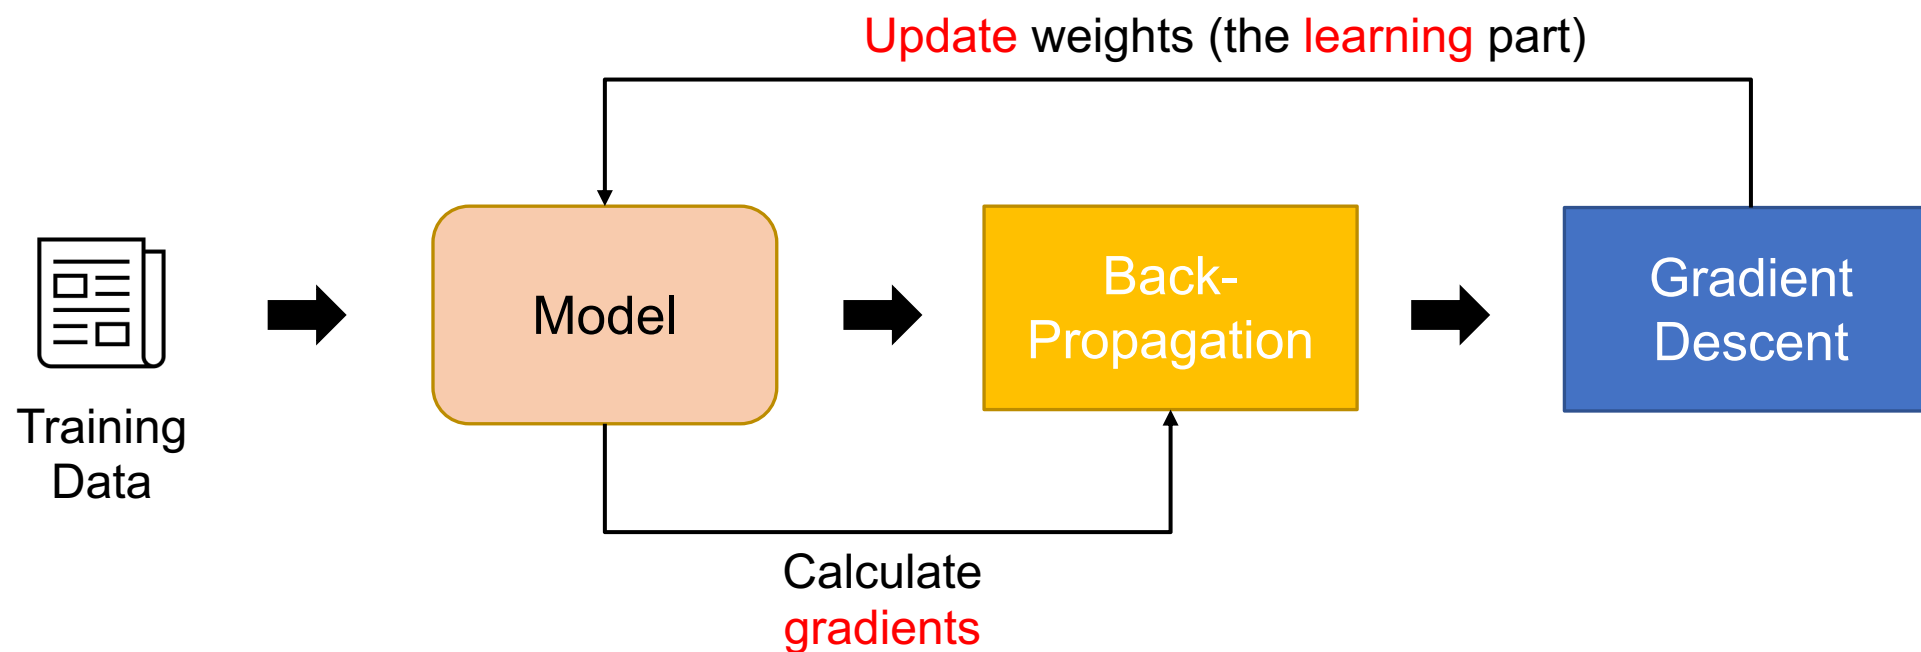 Update weights (the learning part)
Training
Data
Model
Back-
Propagation
Gradient
Descent
Calculate
gradients